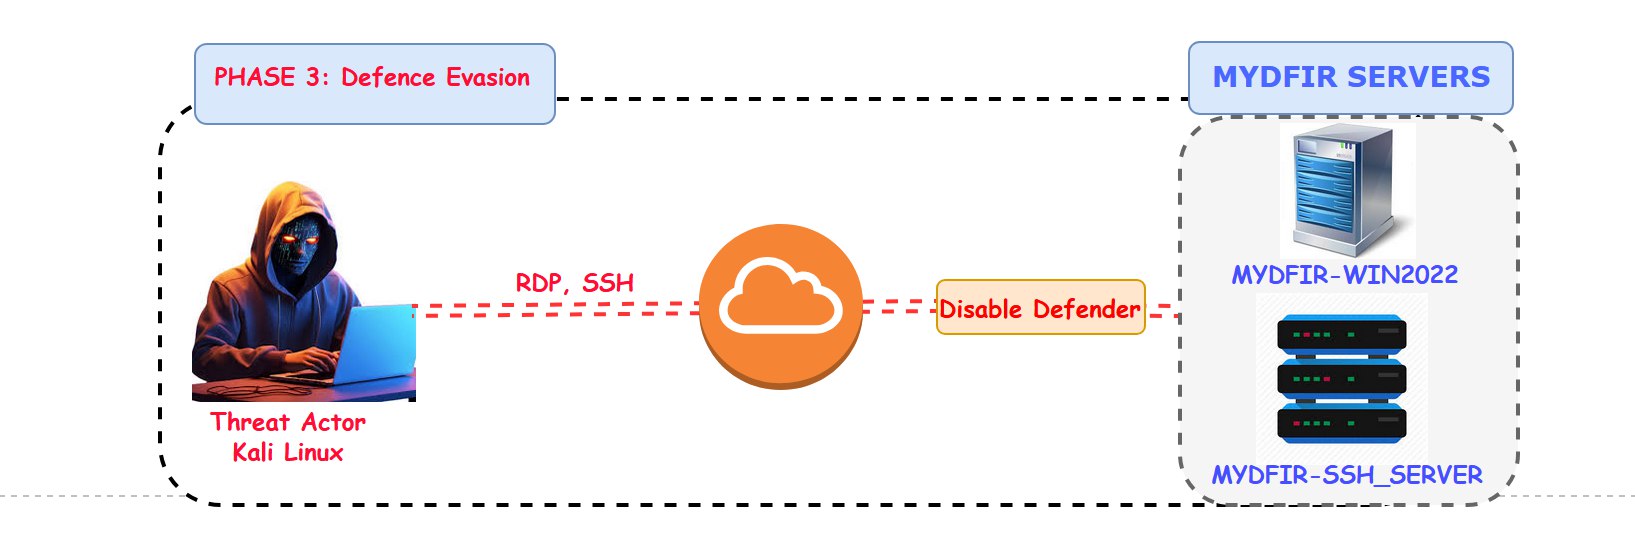 PHASE 3: Defence Evasion
MYDFIR SERVERS
MYDFIR-WIN2022
RDP, SSH
Disable Defender
Threat Actor
Kali Linux
MYDFIR-SSH_SERVER